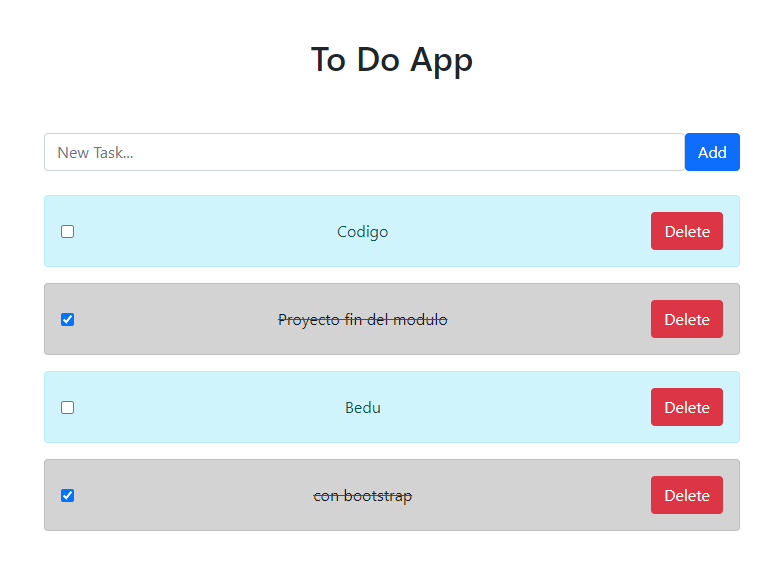 To Do App
New Task...
Add
Codigo
Delete
Proyecto fin del modulo
Delete
Bedu
Delete
con bootstrap
Delete